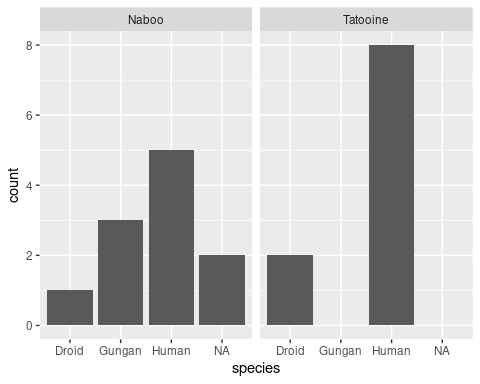 Naboo Tatooine
8
6
4
2
0
count
Droid Gungan Human NA Droid Gungan Human NA
species